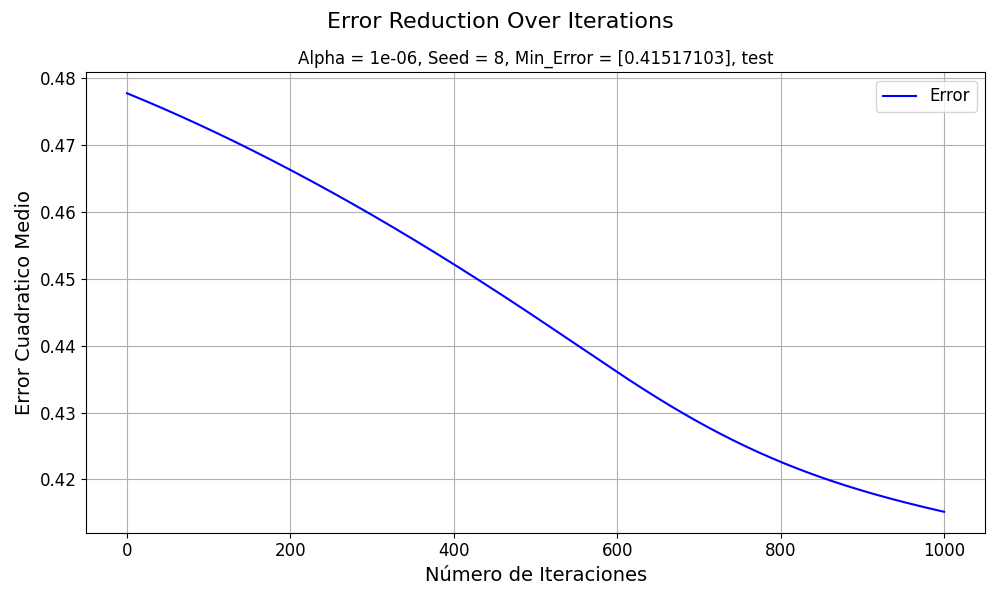 Error Reduction Over Iterations
Alpha = 1e-06, Seed = 8, Min_Error = [0.41517103], test
Error
Error Cuadratico Medio
0.48
0.47
0.46
0.45
0.44
0.43
0.42
0
200
400
600
800
1000
Número de Iteraciones